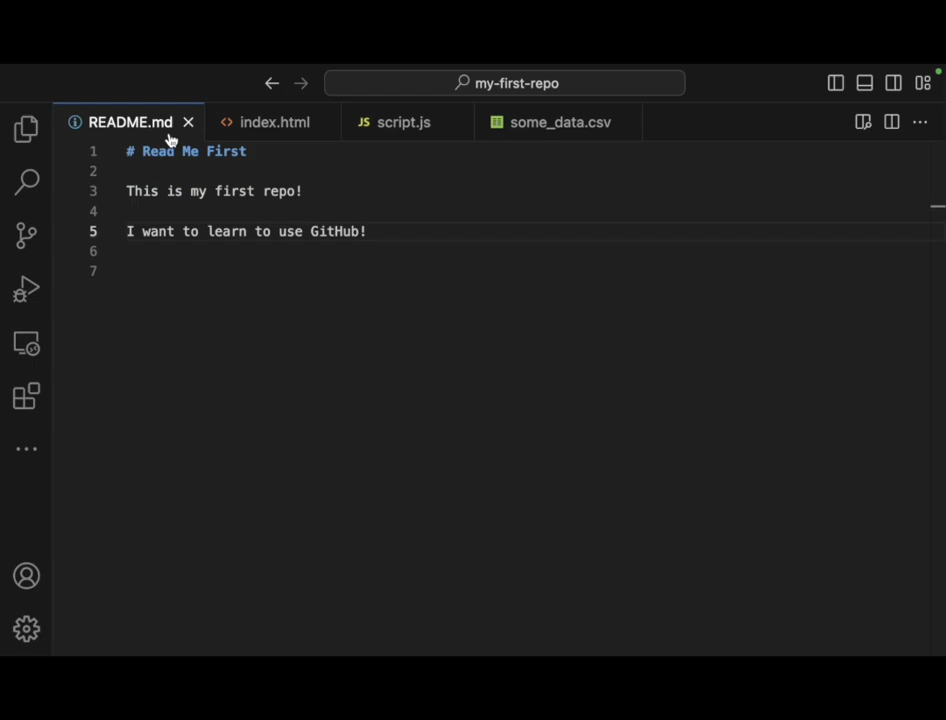 my-first-repo
README.md
index.html
JS script.js
some_data.csv
1 # Read Me First
2
3 This is my first repo!
4
5 I want to learn to use GitHub!
6
7